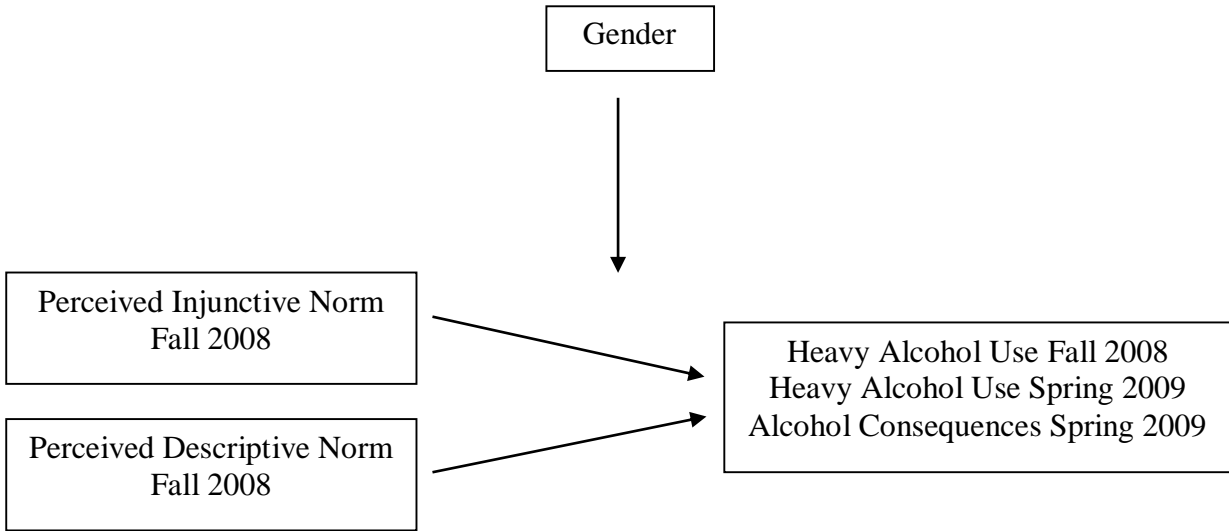 Gender
Perceived Injunctive Norm
Fall 2008
Heavy Alcohol Use Fall 2008
Heavy Alcohol Use Spring 2009
Alcohol Consequences Spring 2009
Perceived Descriptive Norm
Fall 2008